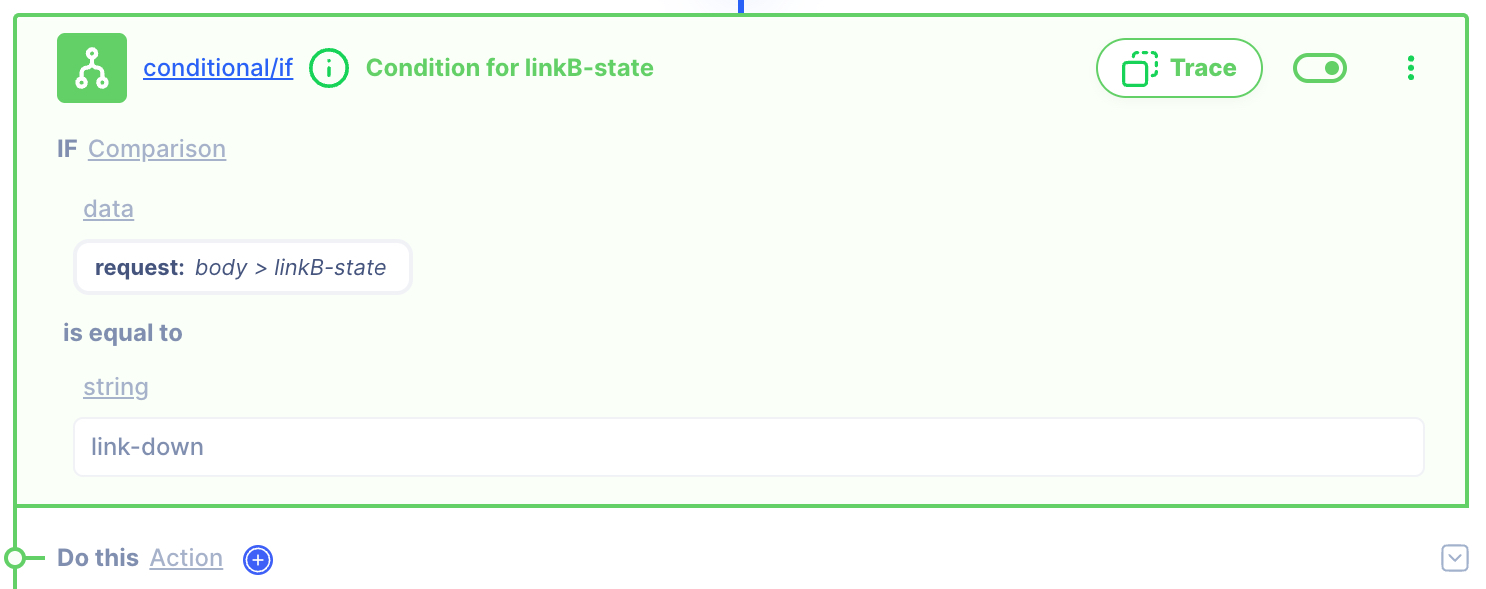 conditional/if Condition for linkB-state Trace
IF Comparison
data
request: body > linkB-state
is equal to
string
link-down
Do this Action